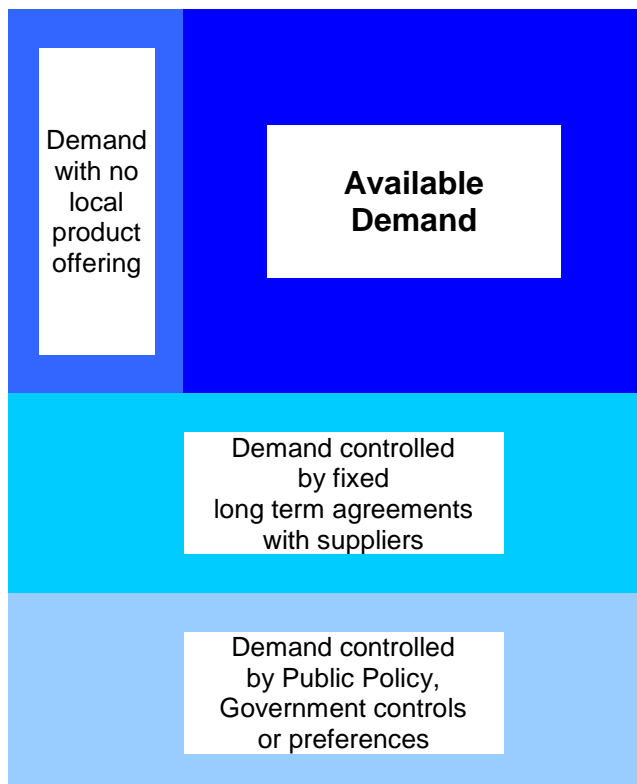 Demand
with no
local
product
offering
Available
Demand
Demand controlled
by fixed
long term agreements
with suppliers
Demand controlled
by Public Policy,
Government controls
or preferences